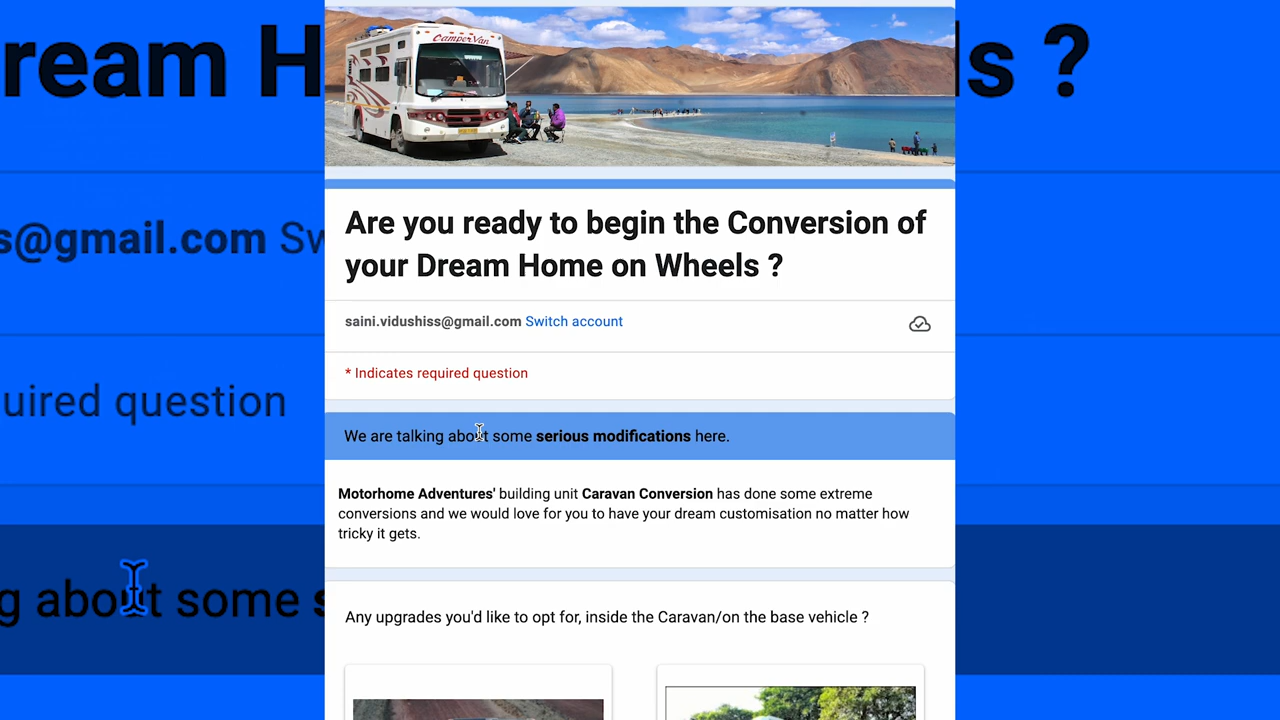 CamperVan
Are you ready to begin the Conversion of
your Dream Home on Wheels ?
saini.vidushiss@gmail.com Switch account
* Indicates required question
We are talking about some serious modifications here.
Motorhome Adventures' building unit Caravan Conversion has done some extreme
conversions and we would love for you to have your dream customisation no matter how
tricky it gets.
Any upgrades you'd like to opt for, inside the Caravan/on the base vehicle ?
ream H
ls ?
s@gmail.com Sw
uired question
g about some s